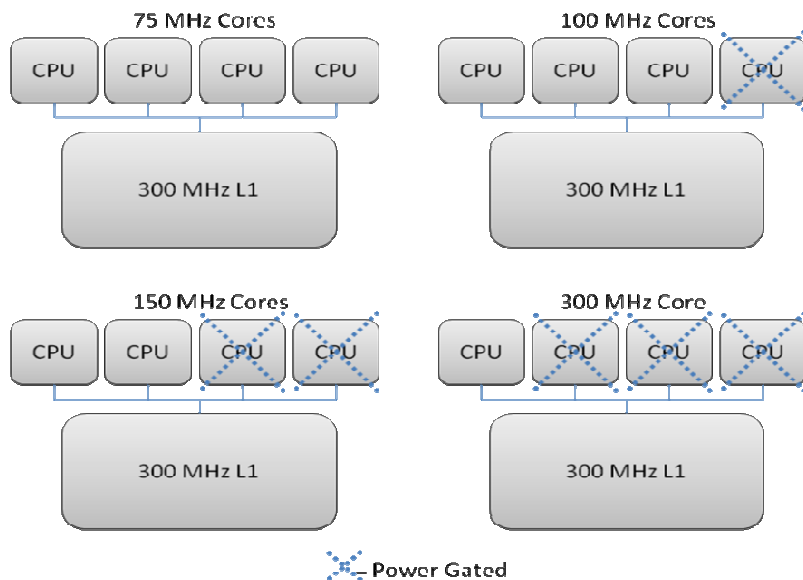 75 MHz Cores
CPU CPU CPU CPU
300 MHz L1
100 MHz Cores
CPU CPU CPU CPU
300 MHz L1
150 MHz Cores
CPU CPU CPU CPU
300 MHz L1
300 MHz Core
CPU CPU CPU CPU
300 MHz L1
– Power Gated